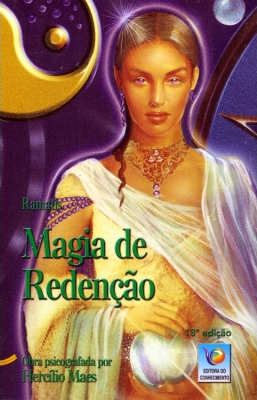 Ramatís
Magia de
Redenção
13ª edição
Obra psicografada por
Hercílio Maes
EDITORA DO
CONHECIMENTO